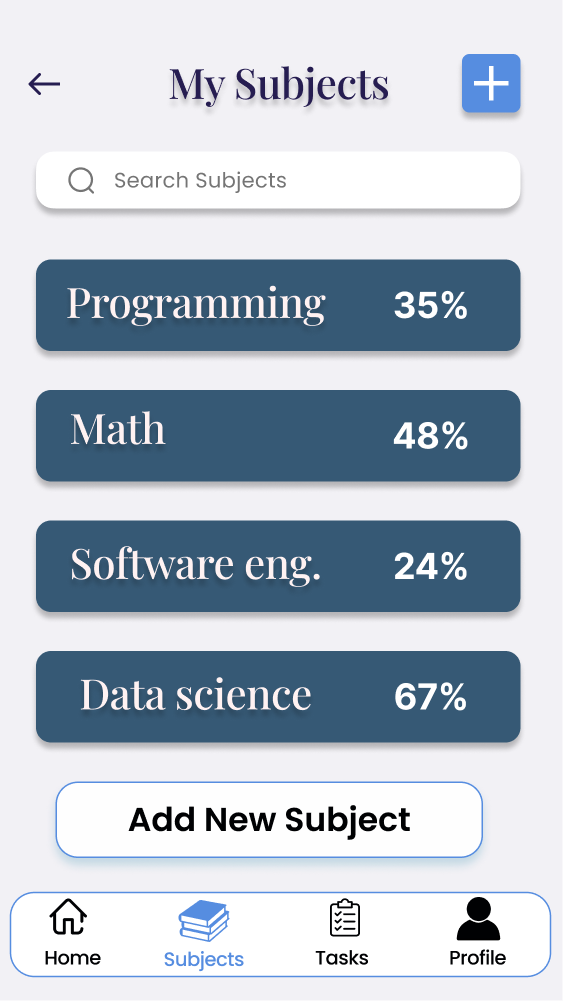 My Subjects
Search Subjects
Programming 35%
Math 48%
Software eng. 24%
Data science 67%
Add New Subject
Home Subjects Tasks Profile